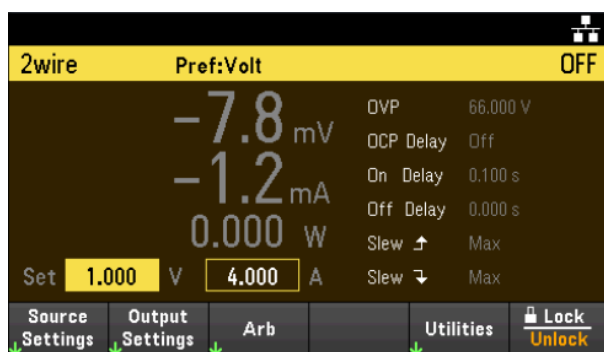 2wire Pref:Volt OFF
−7.8 mV
−1.2 mA
0.000 W
Set 1.000 V 4.000 A
OVP 66.000 V
OCP Delay Off
On Delay 0.100 s
Off Delay 0.000 s
Slew Max
Slew Max
Source Settings
Output Settings
Arb
Utilities
Lock
Unlock